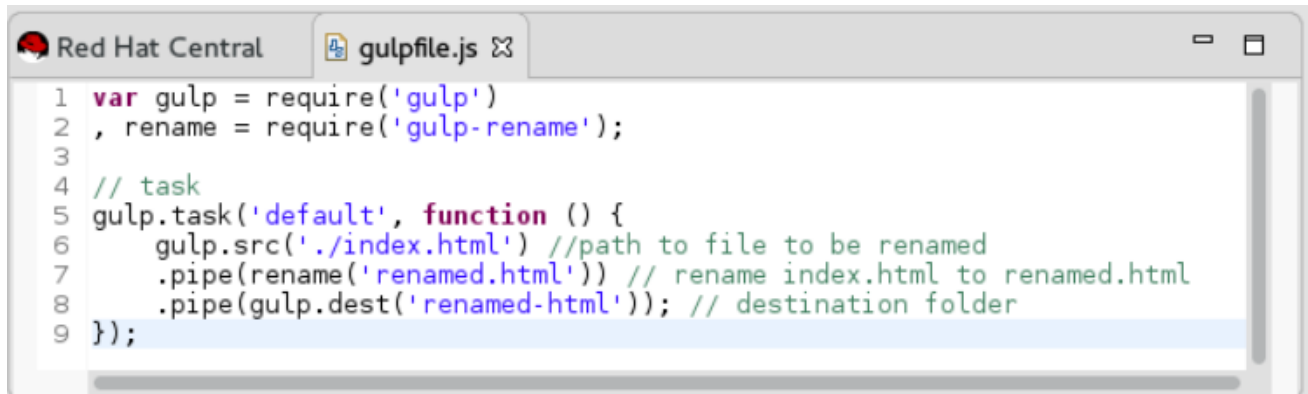 Red Hat Central gulpfile.js
1 var gulp = require('gulp')
2 , rename = require('gulp-rename');
3
4 // task
5 gulp.task('default', function () {
6     gulp.src('./index.html') //path to file to be renamed
7     .pipe(rename('renamed.html')) // rename index.html to renamed.html
8     .pipe(gulp.dest('renamed-html')); // destination folder
9 });